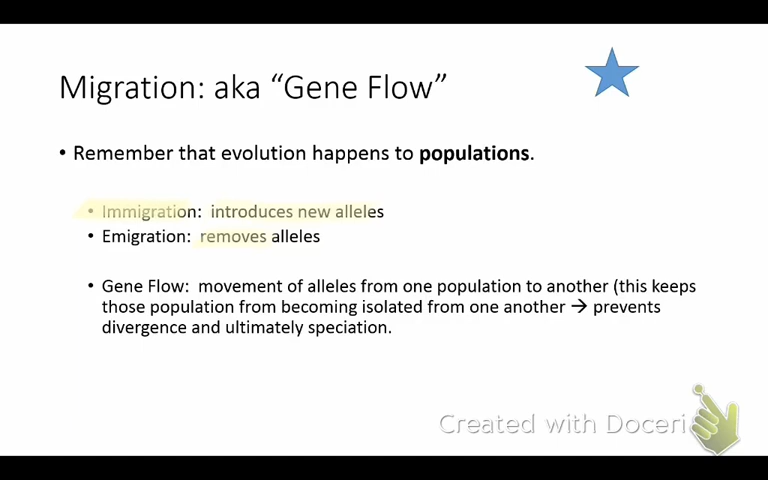 Migration: aka “Gene Flow”
• Remember that evolution happens to populations.
• Immigration: introduces new alleles
• Emigration: removes alleles
• Gene Flow: movement of alleles from one population to another (this keeps
those population from becoming isolated from one another → prevents
divergence and ultimately speciation.
Created with Doceri